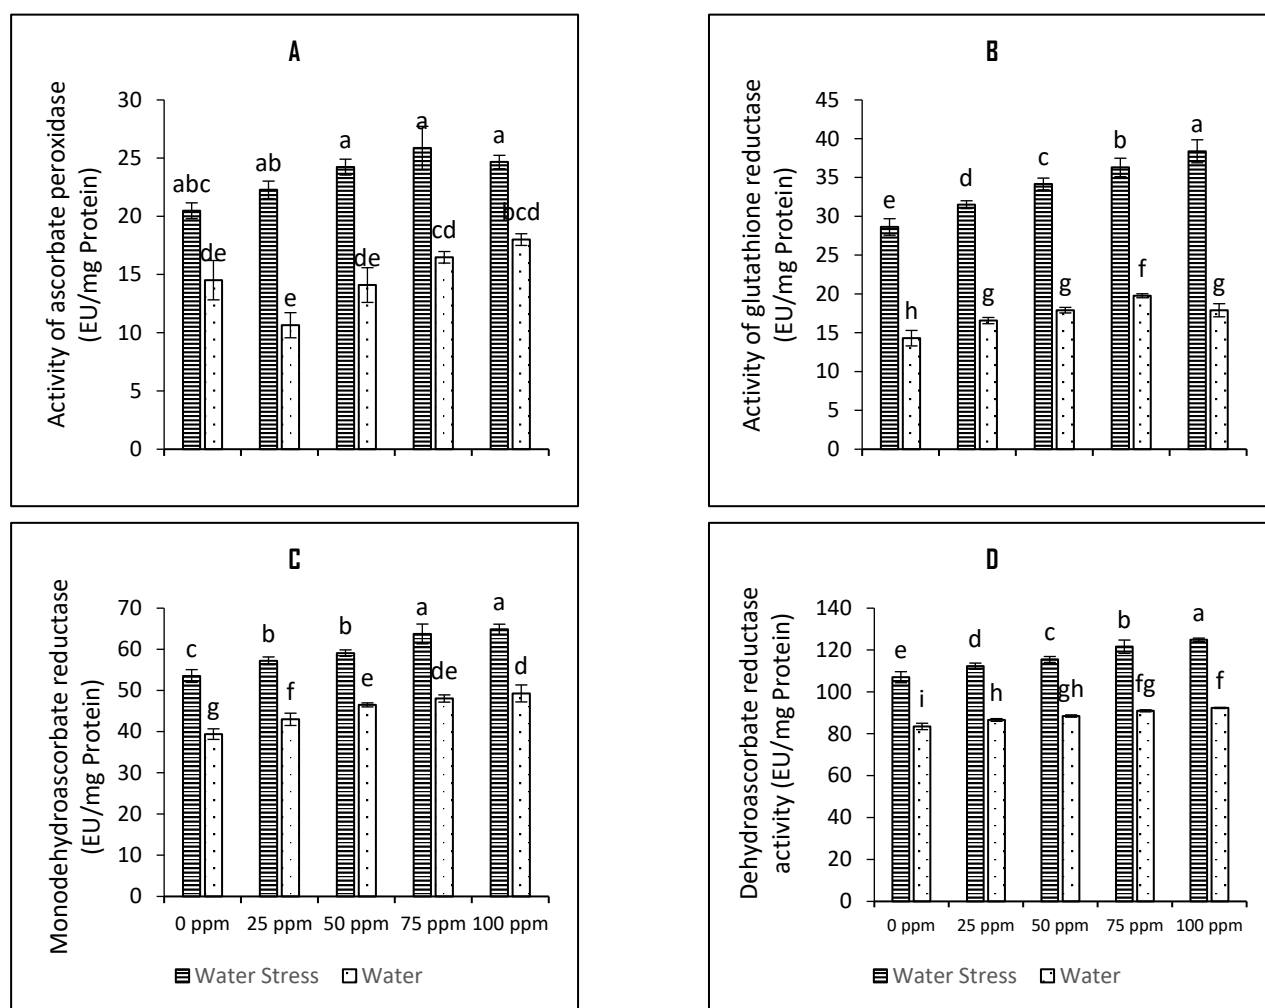 A
Activity of ascorbate peroxidase
(EU/mg Protein)
30
25
20
15
10
5
0
abc
de
ab
e
a
de
a
cd
a
bcd
B
Activity of glutathione reductase
(EU/mg Protein)
45
40
35
30
25
20
15
10
5
0
e
h
d
g
c
g
b
f
a
g
C
Monodehydroascorbate reductase
(EU/mg Protein)
70
60
50
40
30
20
10
0
c
g
b
f
b
e
a
de
a
d
0 ppm 25 ppm 50 ppm 75 ppm 100 ppm
Water Stress Water
D
Dehydroascorbate reductase
activity (EU/mg Protein)
140
120
100
80
60
40
20
0
e
i
d
h
c
gh
b
fg
a
f
0 ppm 25 ppm 50 ppm 75 ppm 100 ppm
Water Stress Water